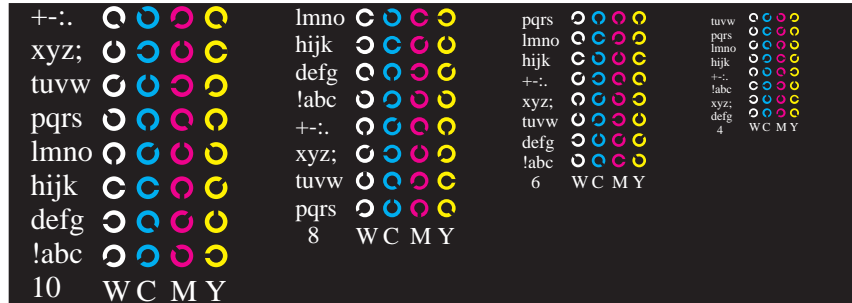 +-:.
xyz;
tuvw
pqrs
lmno
hijk
defg
!abc
10 W C M Y
lmno
hijk
defg
!abc
+-:.
xyz;
tuvw
pqrs
8 W C M Y
pqrs
lmno
hijk
+-:.
xyz;
tuvw
defg
!abc
6 W C M Y
tuvw
pqrs
lmno
hijk
+-:.
!abc
xyz;
defg
4 W C M Y